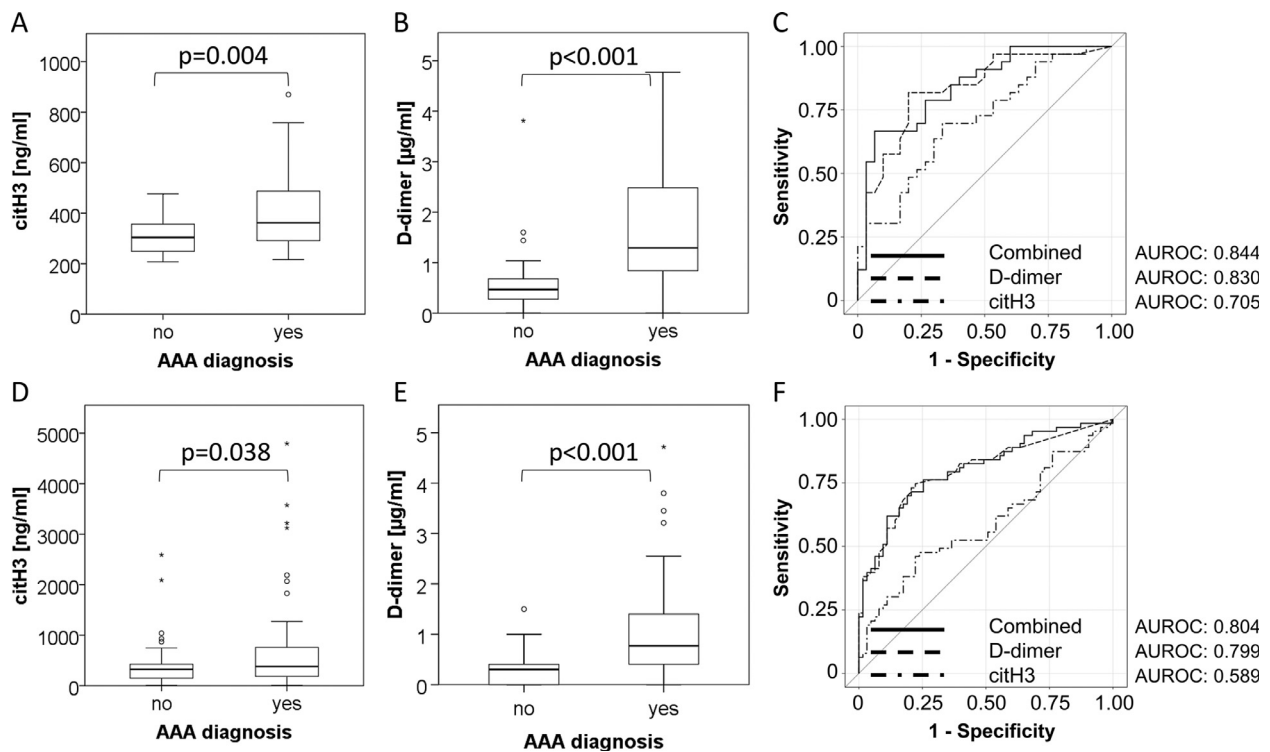 A
p=0.004
citH3 [ng/ml]
1000
800
600
400
200
0
no
yes
AAA diagnosis
B
p<0.001
D-dimer [µg/ml]
5
4
3
2
1
0
no
yes
AAA diagnosis
C
Sensitivity
1.00
0.75
0.50
0.25
0
Combined AUROC: 0.844
D-dimer AUROC: 0.830
citH3 AUROC: 0.705
0 0.25 0.50 0.75 1.00
1 - Specificity
D
p=0.038
citH3 [ng/ml]
5000
4000
3000
2000
1000
0
no
yes
AAA diagnosis
E
p<0.001
D-dimer [µg/ml]
5
4
3
2
1
0
no
yes
AAA diagnosis
F
Sensitivity
1.00
0.75
0.50
0.25
0
Combined AUROC: 0.804
D-dimer AUROC: 0.799
citH3 AUROC: 0.589
0 0.25 0.50 0.75 1.00
1 - Specificity